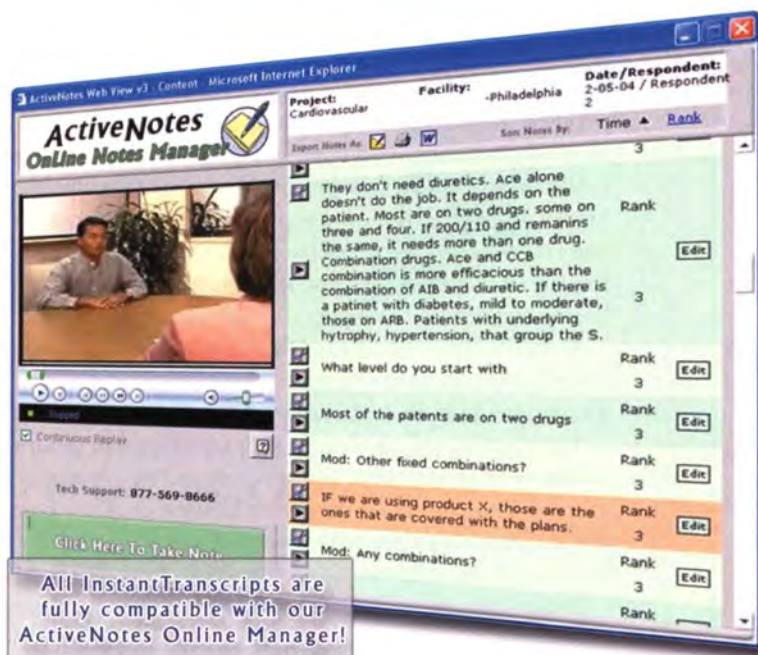 ActiveNotes Web View v3 - Content - Microsoft Internet Explorer
ActiveNotes
OnLine Notes Manager
Project:
Cardiovascular
Facility:
-Philadelphia
Date/Respondent:
2-05-04 / Respondent
2
Export Notes As:
Sort Notes By:
Time ▲ Rank
3
They don't need diuretics. Ace alone
doesn't do the job. It depends on the
patient. Most are on two drugs. some on
three and four. If 200/110 and remanins
the same, it needs more than one drug.
Combination drugs. Ace and CCB
combination is more efficacious than the
combination of AIB and diuretic. If there is
a patinet with diabetes, mild to moderate,
those on ARB. Patients with underlying
hytrophy, hypertension, that group the S.
Rank
3
Edit
What level do you start with
Rank
3
Edit
Most of the patents are on two drugs
Rank
3
Edit
Mod: Other fixed combinations?
Rank
3
Edit
IF we are using product X, those are the
ones that are covered with the plans.
Rank
3
Edit
Mod: Any combinations?
Rank
3
Edit
Rank
Stopped
Continuous Replay
Tech Support: 877-569-8666
Click Here To Take Note
All InstantTranscripts are
fully compatible with our
ActiveNotes Online Manager!